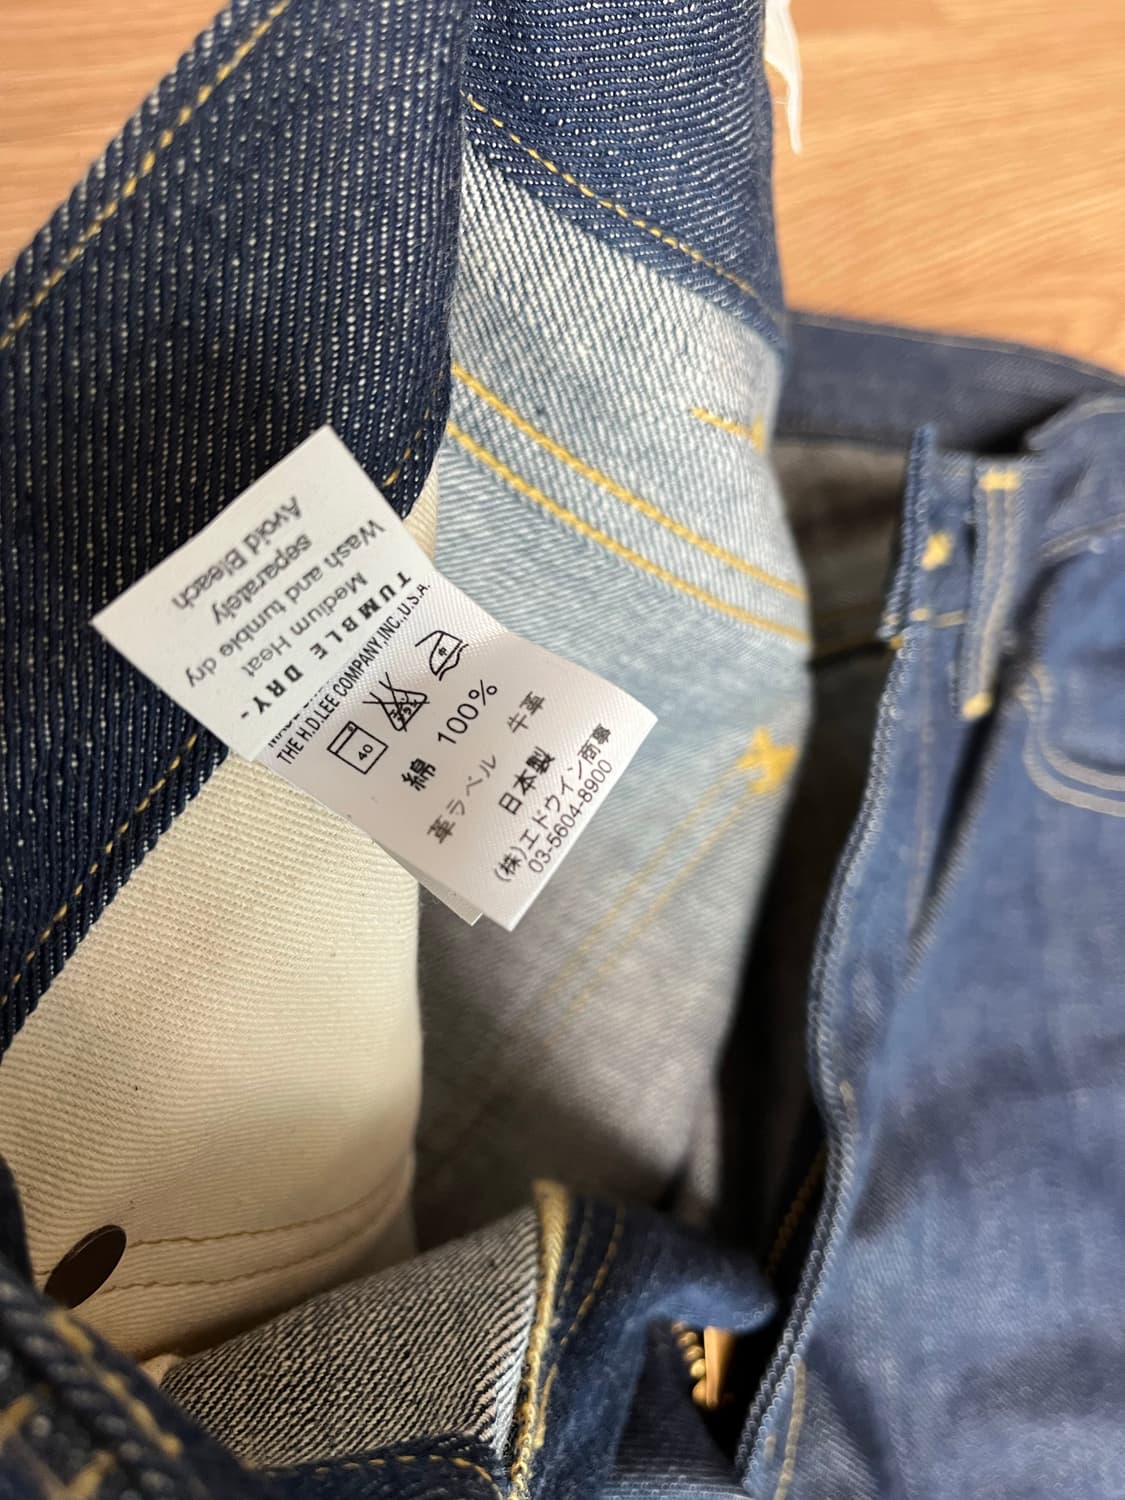 THE H.D.LEE COMPANY,INC.,U.S.A.
40
綿 100%
革ラベル 牛革
日本製
(株)エドウイン商事
03-5604-8900
TUMBLE DRY-
Medium Heat
Wash and tumble dry
separately
Avoid Bleach